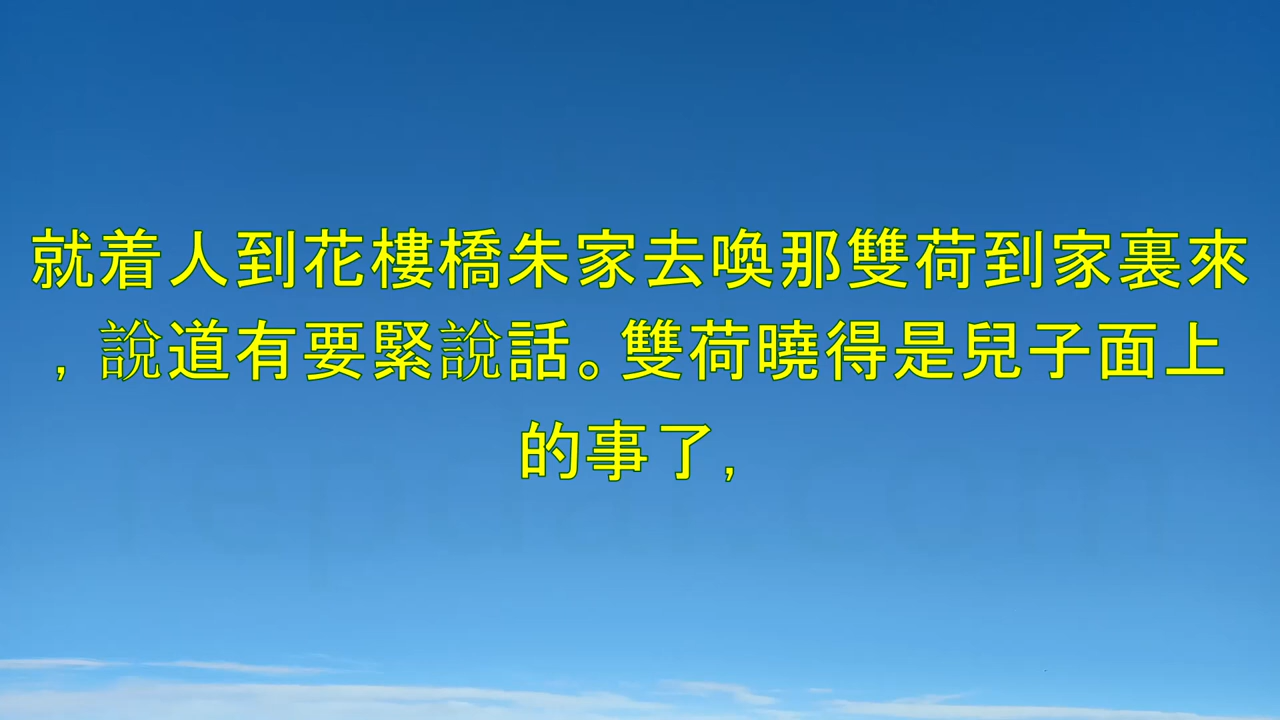 就着人到花樓橋朱家去喚那雙荷到家裏來
，說道有要緊說話。雙荷曉得是兒子面上
的事了，